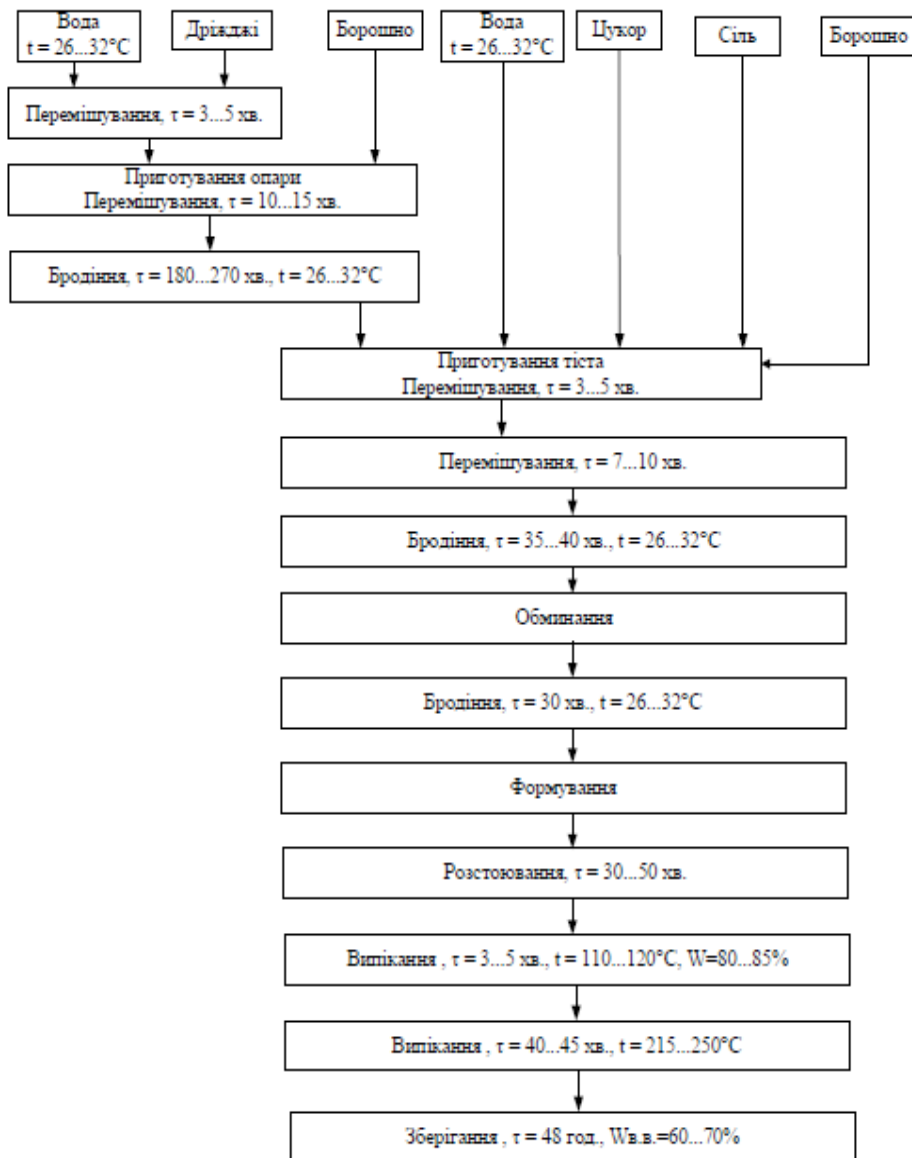 Вода
t = 26...32°C
Дріжджі
Борошно
Вода
t = 26...32°C
Цукор
Сіль
Борошно
Перемішування, τ = 3...5 хв.
Приготування опари
Перемішування, τ = 10...15 хв.
Бродіння, τ = 180...270 хв., t = 26...32°C
Приготування тіста
Перемішування, τ = 3...5 хв.
Перемішування, τ = 7...10 хв.
Бродіння, τ = 35...40 хв., t = 26...32°C
Обминання
Бродіння, τ = 30 хв., t = 26...32°C
Формування
Розстоювання, τ = 30...50 хв.
Випікання , τ = 3...5 хв., t = 110...120°C, W=80...85%
Випікання , τ = 40...45 хв., t = 215...250°C
Зберігання , τ = 48 год., Wв.в.=60...70%